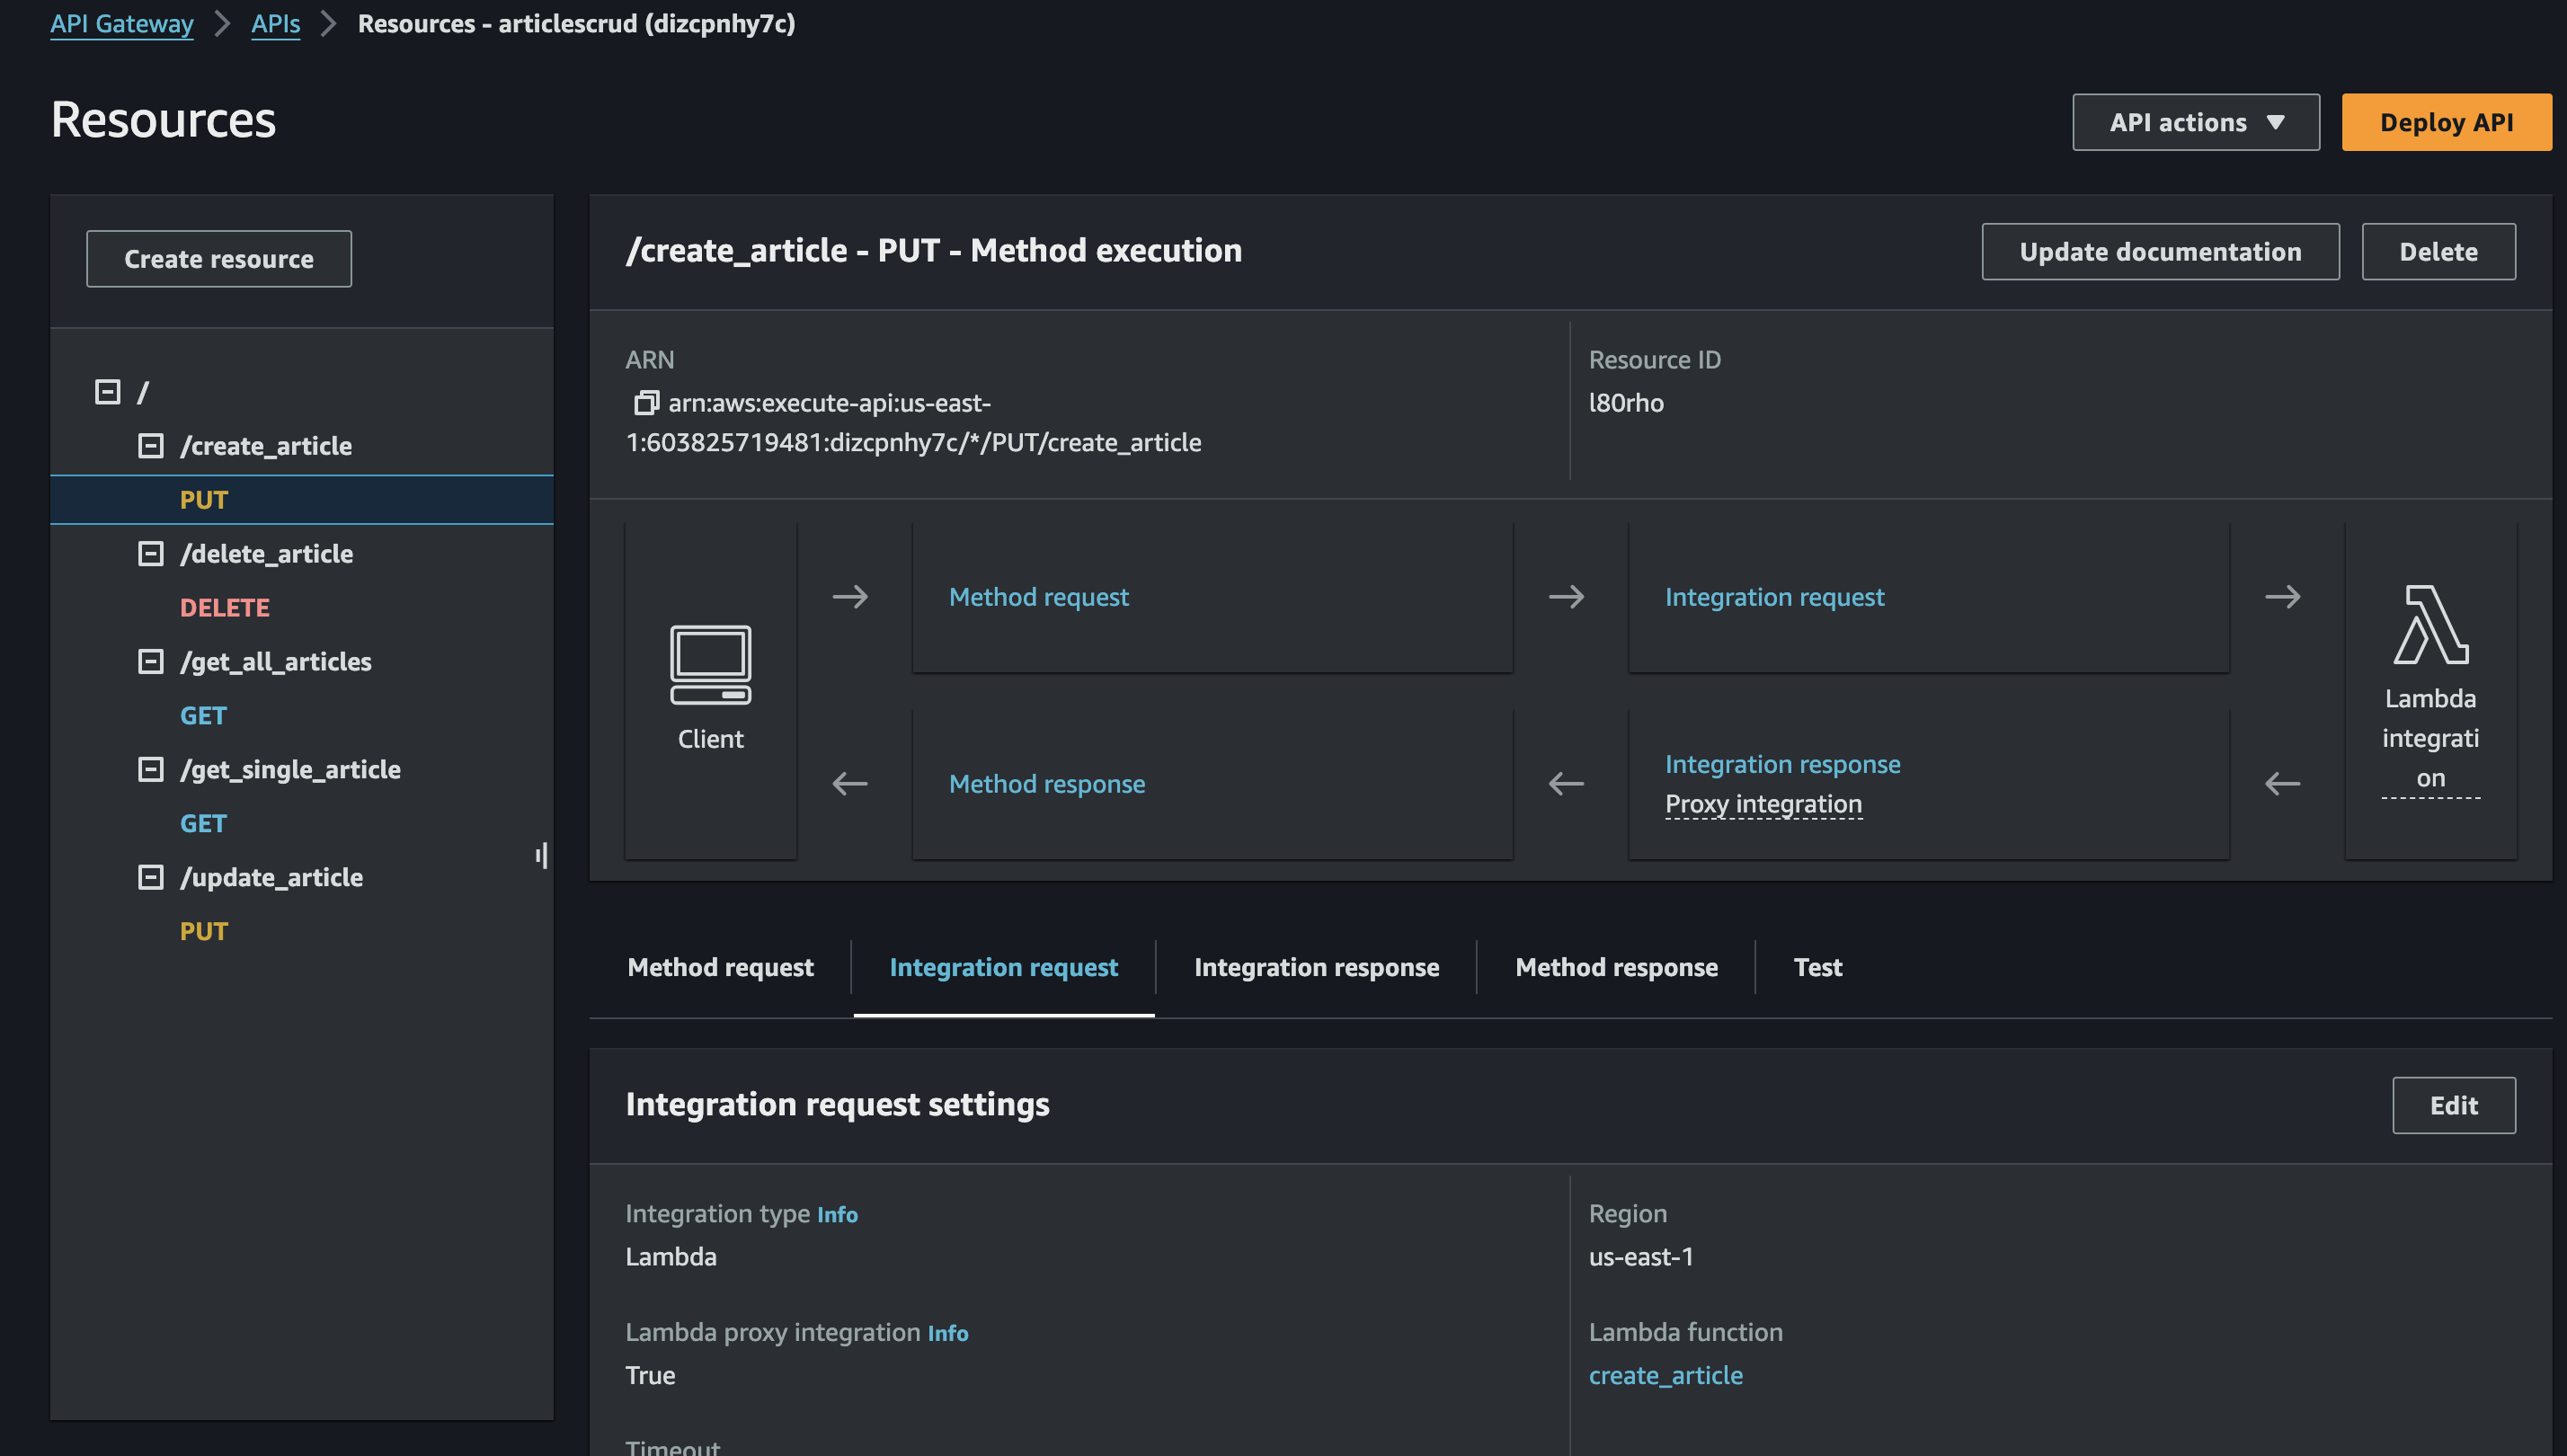 API Gateway > APIs > Resources - articlescrud (dizcpnhy7c)
Resources
API actions ▼
Deploy API
Create resource
/
/create_article
PUT
/delete_article
DELETE
/get_all_articles
GET
/get_single_article
GET
/update_article
PUT
/create_article - PUT - Method execution
Update documentation
Delete
ARN
arn:aws:execute-api:us-east-
1:603825719481:dizcpnhy7c/*/PUT/create_article
Resource ID
l80rho
Client
Method request
Integration request
Method response
Integration response
Proxy integration
Lambda
integrati
on
Method request
Integration request
Integration response
Method response
Test
Integration request settings
Edit
Integration type Info
Lambda
Region
us-east-1
Lambda proxy integration Info
True
Lambda function
create_article
Timeout